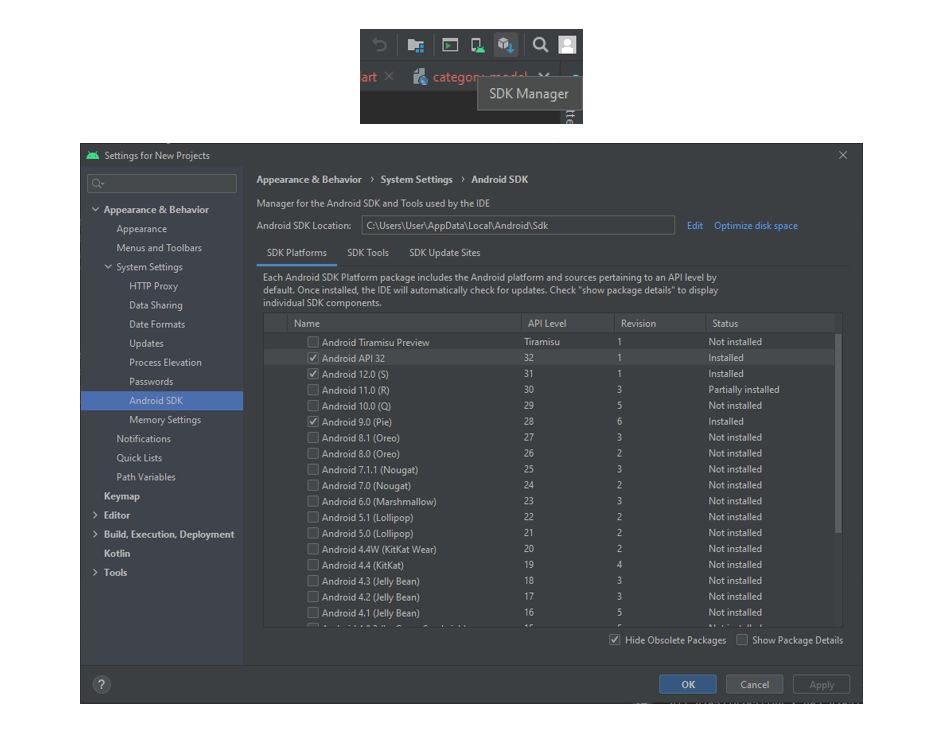 lart
category_model
SDK Manager
tte
Settings for New Projects
Appearance & Behavior
Appearance
Menus and Toolbars
System Settings
HTTP Proxy
Data Sharing
Date Formats
Updates
Process Elevation
Passwords
Android SDK
Memory Settings
Notifications
Quick Lists
Path Variables
Keymap
Editor
Build, Execution, Deployment
Kotlin
Tools
Appearance & Behavior › System Settings › Android SDK
Manager for the Android SDK and Tools used by the IDE
Android SDK Location: C:\Users\User\AppData\Local\Android\Sdk Edit Optimize disk space
SDK Platforms SDK Tools SDK Update Sites
Each Android SDK Platform package includes the Android platform and sources pertaining to an API level by
default. Once installed, the IDE will automatically check for updates. Check "show package details" to display
individual SDK components.
Name API Level Revision Status
Android Tiramisu Preview Tiramisu 1 Not installed
Android API 32 32 1 Installed
Android 12.0 (S) 31 1 Installed
Android 11.0 (R) 30 3 Partially installed
Android 10.0 (Q) 29 5 Not installed
Android 9.0 (Pie) 28 6 Installed
Android 8.1 (Oreo) 27 3 Not installed
Android 8.0 (Oreo) 26 2 Not installed
Android 7.1.1 (Nougat) 25 3 Not installed
Android 7.0 (Nougat) 24 2 Not installed
Android 6.0 (Marshmallow) 23 3 Not installed
Android 5.1 (Lollipop) 22 2 Not installed
Android 5.0 (Lollipop) 21 2 Not installed
Android 4.4W (KitKat Wear) 20 2 Not installed
Android 4.4 (KitKat) 19 4 Not installed
Android 4.3 (Jelly Bean) 18 3 Not installed
Android 4.2 (Jelly Bean) 17 3 Not installed
Android 4.1 (Jelly Bean) 16 5 Not installed
Hide Obsolete Packages Show Package Details
? OK Cancel Apply